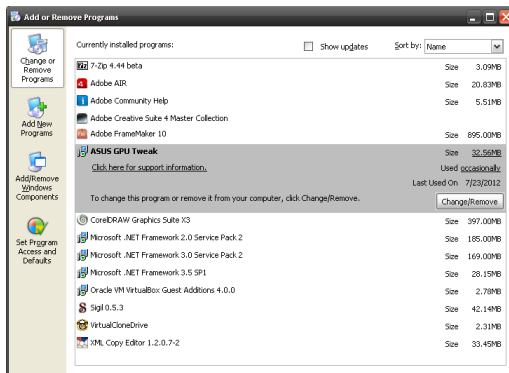 Add or Remove Programs
Change or
Remove
Programs
Add New
Programs
Add/Remove
Windows
Components
Set Program
Access and
Defaults
Currently installed programs:
Show updates
Sort by: Name
7-Zip 4.44 beta Size 3.09MB
Adobe AIR Size 20.83MB
Adobe Community Help Size 5.51MB
Adobe Creative Suite 4 Master Collection
Adobe FrameMaker 10 Size 895.00MB
ASUS GPU Tweak Size 32.56MB
Click here for support information. Used occasionally
Last Used On 7/23/2012
To change this program or remove it from your computer, click Change/Remove. Change/Remove
CorelDRAW Graphics Suite X3 Size 397.00MB
Microsoft .NET Framework 2.0 Service Pack 2 Size 185.00MB
Microsoft .NET Framework 3.0 Service Pack 2 Size 169.00MB
Microsoft .NET Framework 3.5 SP1 Size 28.15MB
Oracle VM VirtualBox Guest Additions 4.0.0 Size 2.78MB
Sigil 0.5.3 Size 42.14MB
VirtualCloneDrive Size 2.31MB
XML Copy Editor 1.2.0.7-2 Size 33.45MB